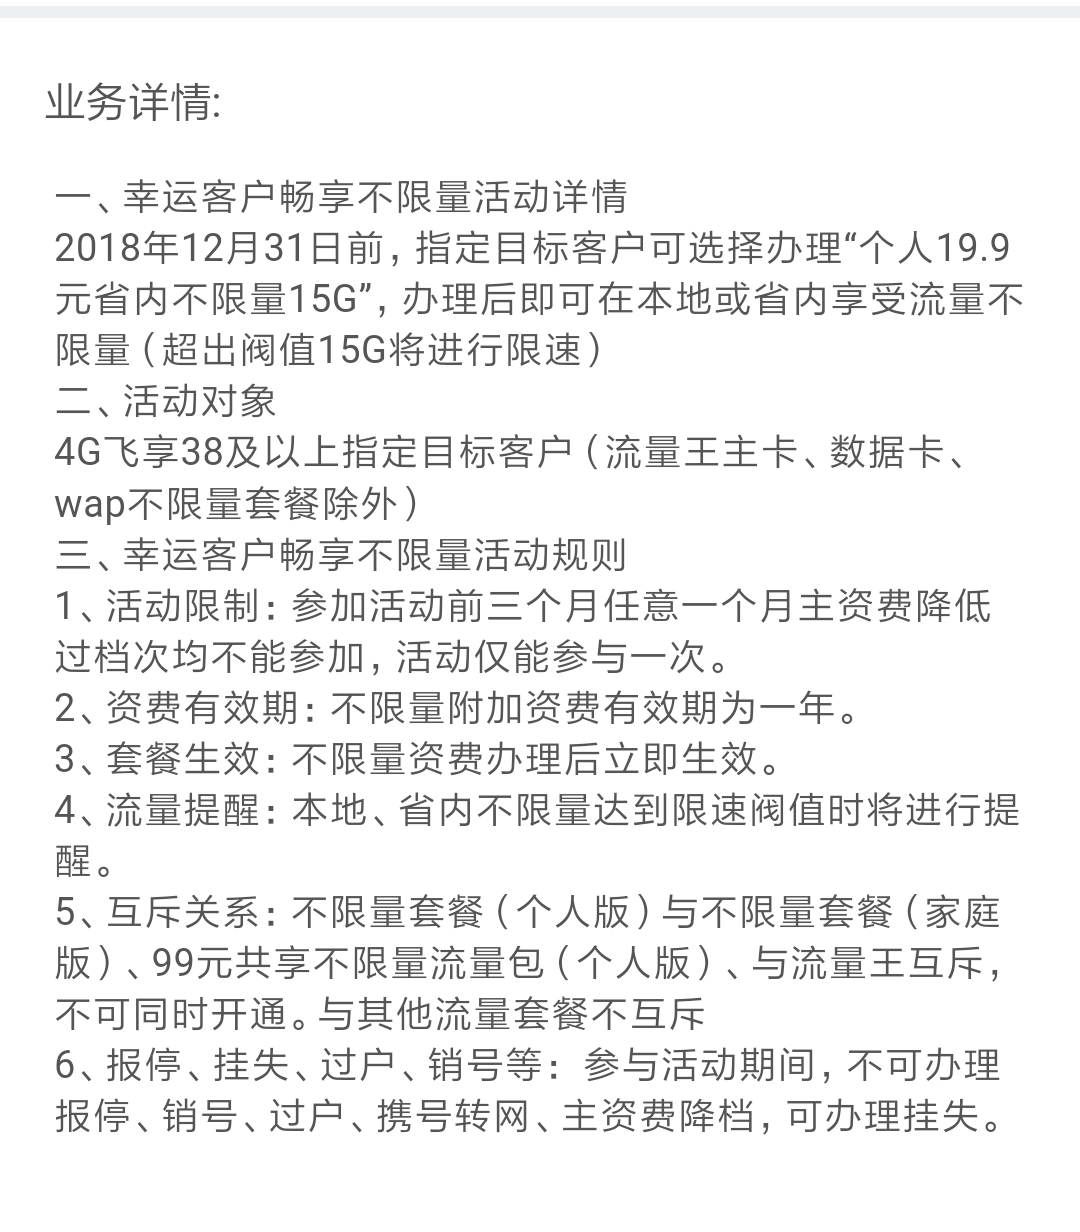 业务详情:
一、幸运客户畅享不限量活动详情
2018年12月31日前，指定目标客户可选择办理“个人19.9
元省内不限量15G”，办理后即可在本地或省内享受流量不
限量（超出阀值15G将进行限速）
二、活动对象
4G飞享38及以上指定目标客户（流量王主卡、数据卡、
wap不限量套餐除外）
三、幸运客户畅享不限量活动规则
1、活动限制：参加活动前三个月任意一个月主资费降低
过档次均不能参加，活动仅能参与一次。
2、资费有效期：不限量附加资费有效期为一年。
3、套餐生效：不限量资费办理后立即生效。
4、流量提醒：本地、省内不限量达到限速阀值时将进行提
醒。
5、互斥关系：不限量套餐（个人版）与不限量套餐（家庭
版）、99元共享不限量流量包（个人版）、与流量王互斥，
不可同时开通。与其他流量套餐不互斥
6、报停、挂失、过户、销号等：参与活动期间，不可办理
报停、销号、过户、携号转网、主资费降档，可办理挂失。